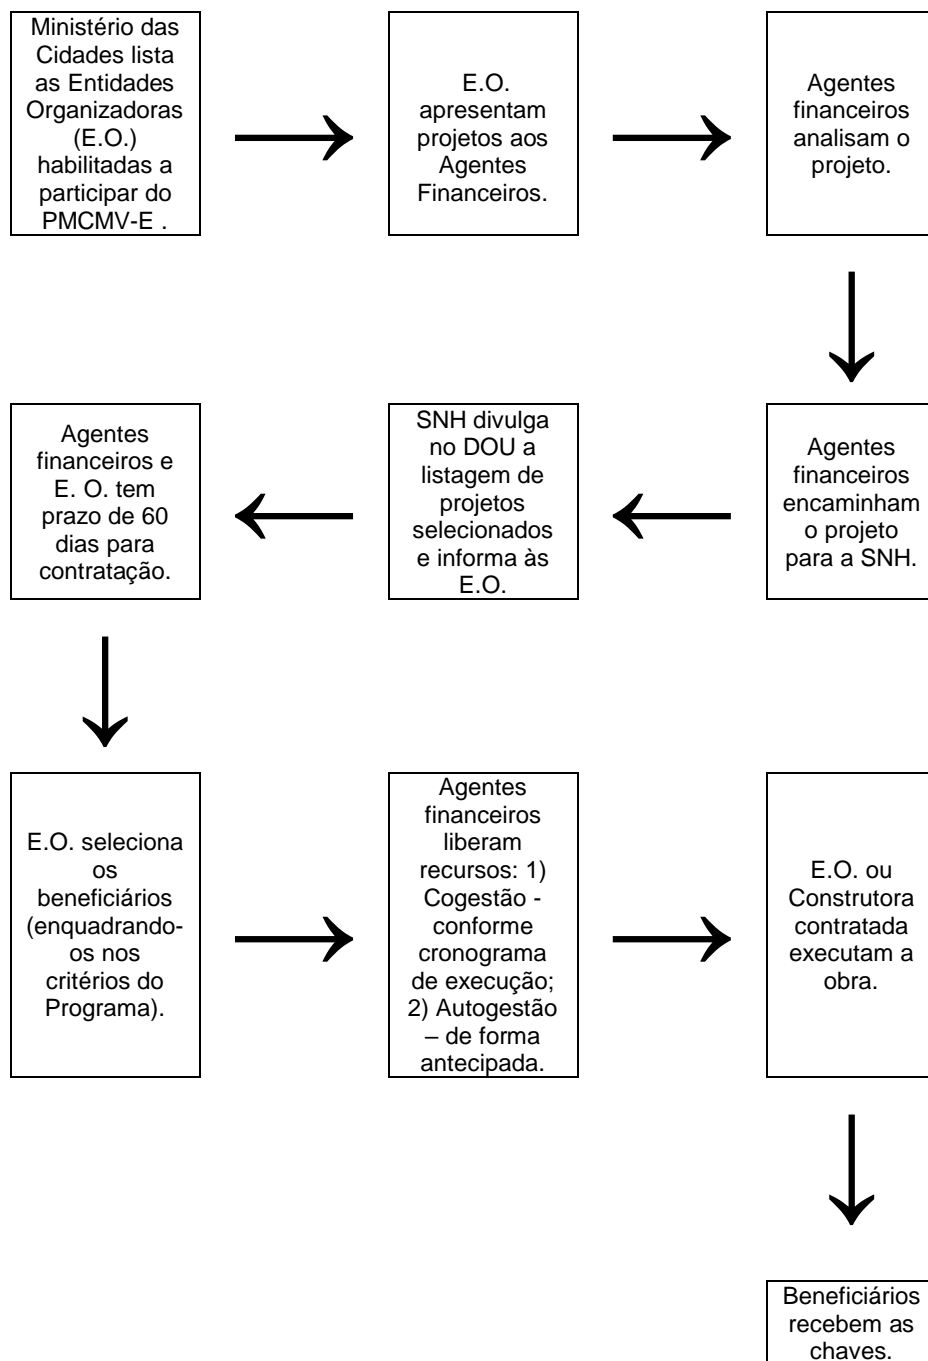 Ministério das
Cidades lista
as Entidades
Organizadoras
(E.O.)
habilitadas a
participar do
PMCMV-E .
E.O.
apresentam
projetos aos
Agentes
Financeiros.
Agentes
financeiros
analisam o
projeto.
Agentes
financeiros
encaminham
o projeto
para a SNH.
SNH divulga
no DOU a
listagem de
projetos
selecionados
e informa às
E.O.
Agentes
financeiros e
E. O. tem
prazo de 60
dias para
contratação.
E.O. seleciona
os
beneficiários
(enquadrando-
os nos
critérios do
Programa).
Agentes
financeiros
liberam
recursos: 1)
Cogestão -
conforme
cronograma
de execução;
2) Autogestão
– de forma
antecipada.
E.O. ou
Construtora
contratada
executam a
obra.
Beneficiários
recebem as
chaves.